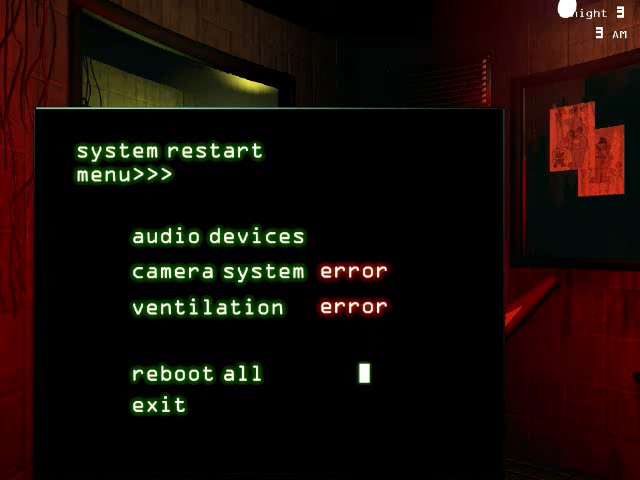 night 3
3 AM
system restart
menu>>>
audio devices
camera system error
ventilation error
reboot all
exit